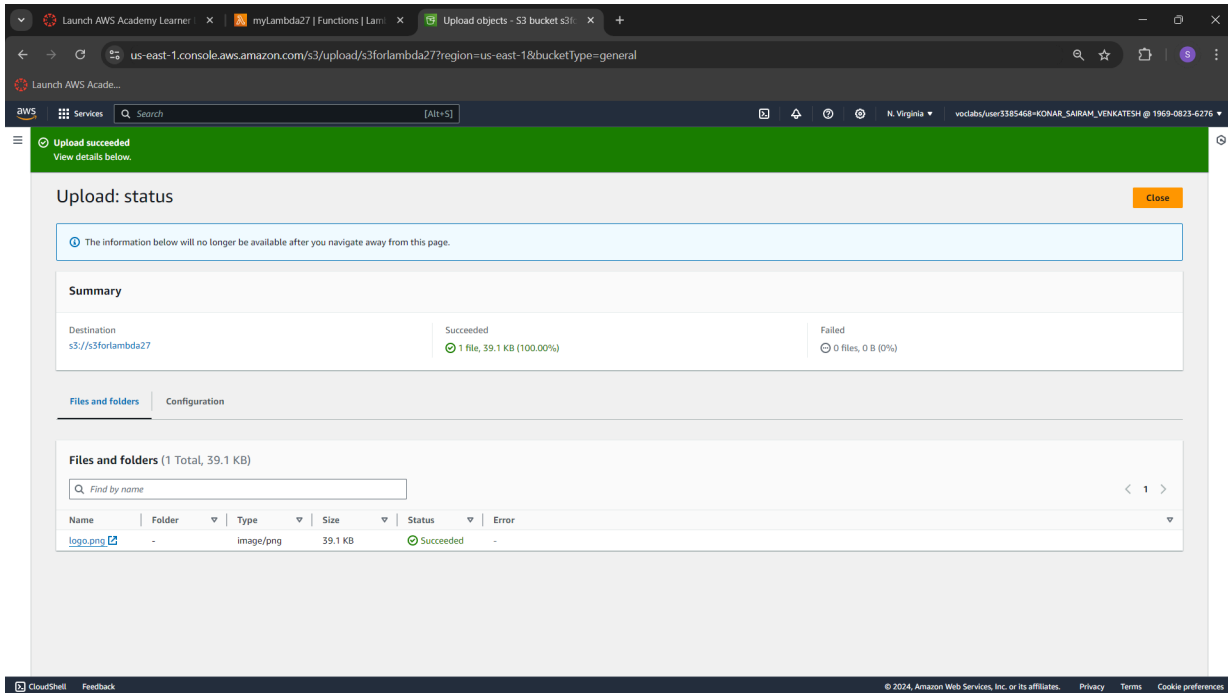 Launch AWS Academy Learner L
myLambda27 | Functions | Lam
Upload objects - S3 bucket s3fo
us-east-1.console.aws.amazon.com/s3/upload/s3forlambda27?region=us-east-1&bucketType=general
S
Launch AWS Acade...
aws
Services
Search
[Alt+S]
N. Virginia
voclabs/user3385468=KONAR_SAIRAM_VENKATESH @ 1969-0823-6276
Upload succeeded
View details below.
Upload: status
Close
The information below will no longer be available after you navigate away from this page.
Summary
Destination
s3://s3forlambda27
Succeeded
1 file, 39.1 KB (100.00%)
Failed
0 files, 0 B (0%)
Files and folders
Configuration
Files and folders (1 Total, 39.1 KB)
Find by name
1
Name Folder Type Size Status Error
logo.png - image/png 39.1 KB Succeeded -
CloudShell Feedback
© 2024, Amazon Web Services, Inc. or its affiliates. Privacy Terms Cookie preferences